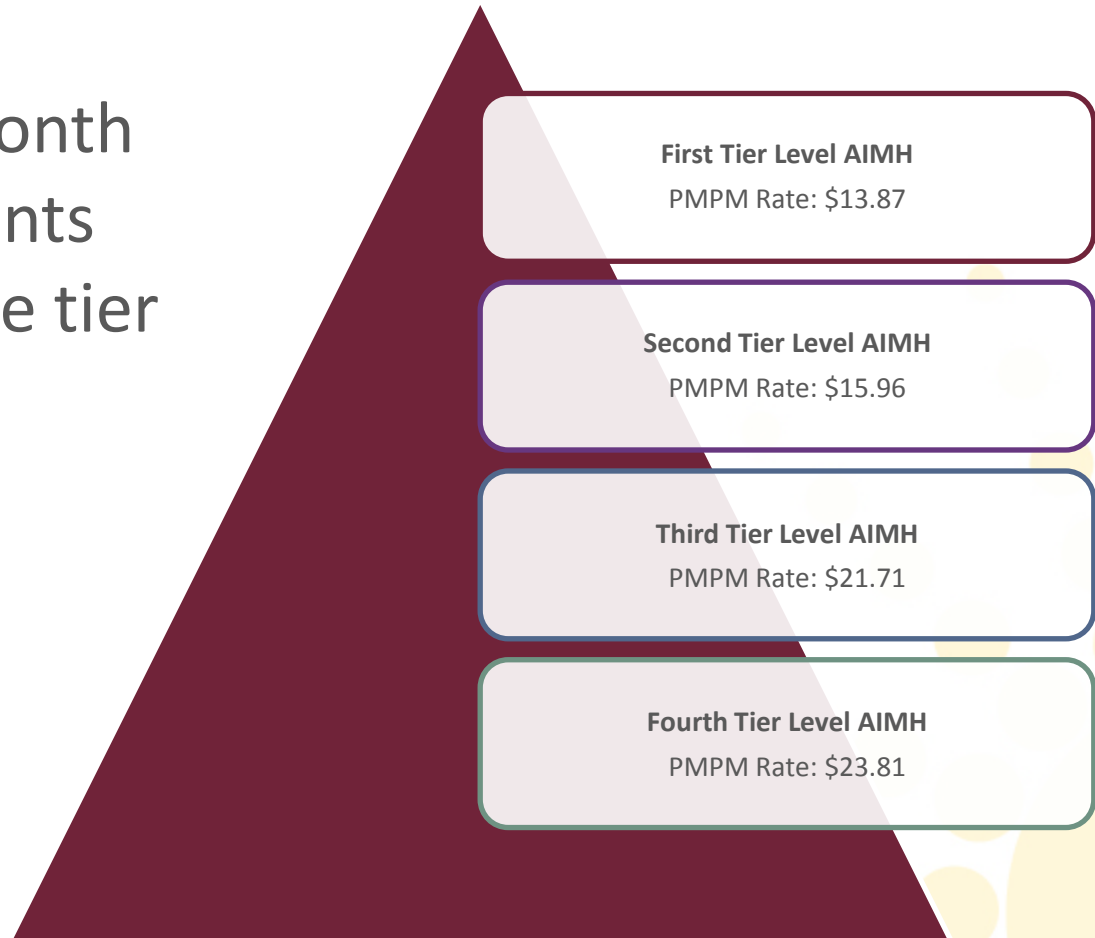 onth
nts
e tier
First Tier Level AIMH
PMPM Rate: $13.87
Second Tier Level AIMH
PMPM Rate: $15.96
Third Tier Level AIMH
PMPM Rate: $21.71
Fourth Tier Level AIMH
PMPM Rate: $23.81